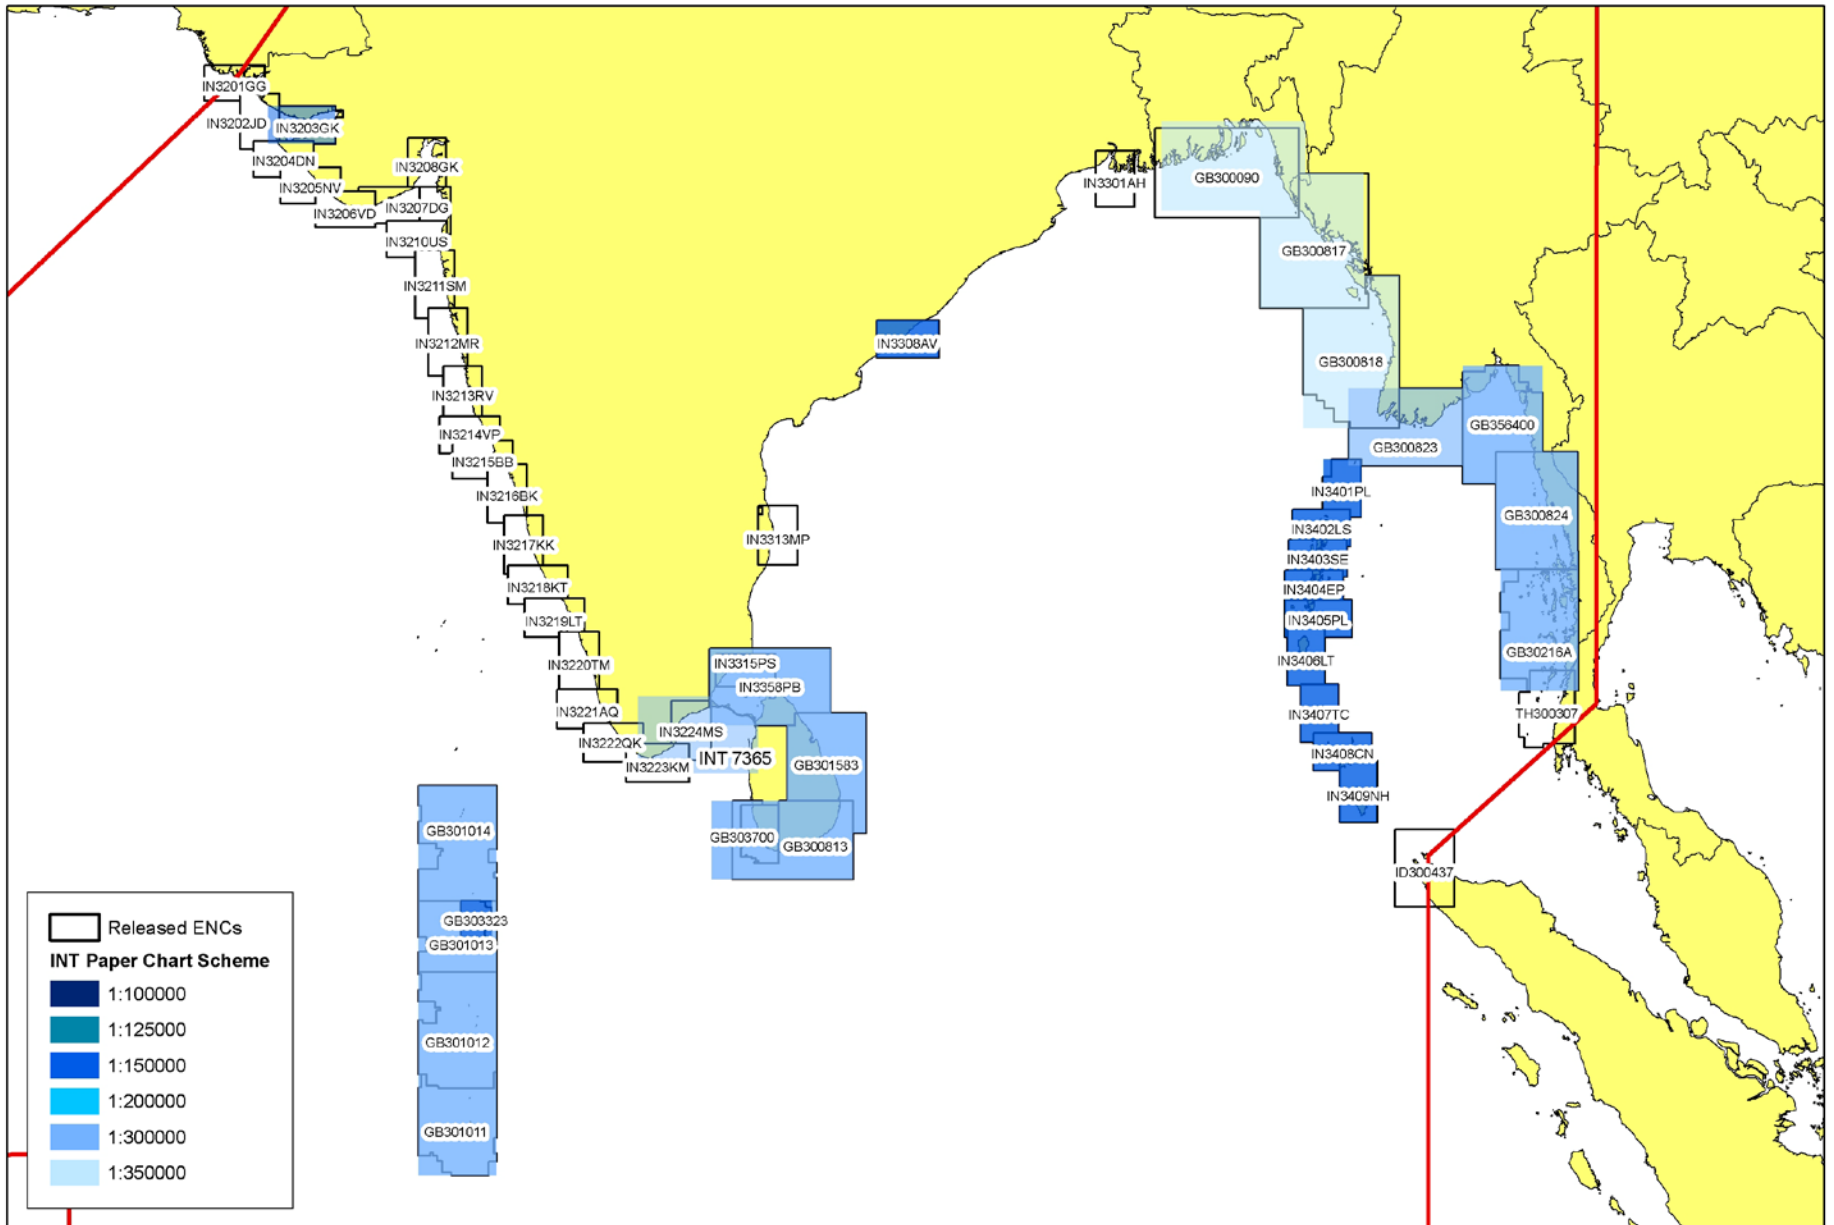 IN3201GG
IN3202JD
IN3203GK
IN3204DN
IN3205NV
IN3206VD
IN3208GK
IN3207DG
IN3210US
IN3211SM
IN3212MR
IN3213RV
IN3214VP
IN3215BB
IN3216BK
IN3217KK
IN3218KT
IN3219LT
IN3220TM
IN3221AQ
IN3222QK
IN3223KM
IN3224MS
INT 7365
IN3315PS
IN3358PB
IN3313MP
IN3308AV
IN3301AH
GB300090
GB300817
GB300818
GB300823
GB356400
GB300824
GB30216A
TH300307
IN3401PL
IN3402LS
IN3403SE
IN3404EP
IN3405PL
IN3406LT
IN3407TC
IN3408CN
IN3409NH
ID300437
GB301583
GB303700
GB300813
GB301014
GB303323
GB301013
GB301012
GB301011
Released ENCs
INT Paper Chart Scheme
1:100000
1:125000
1:150000
1:200000
1:300000
1:350000